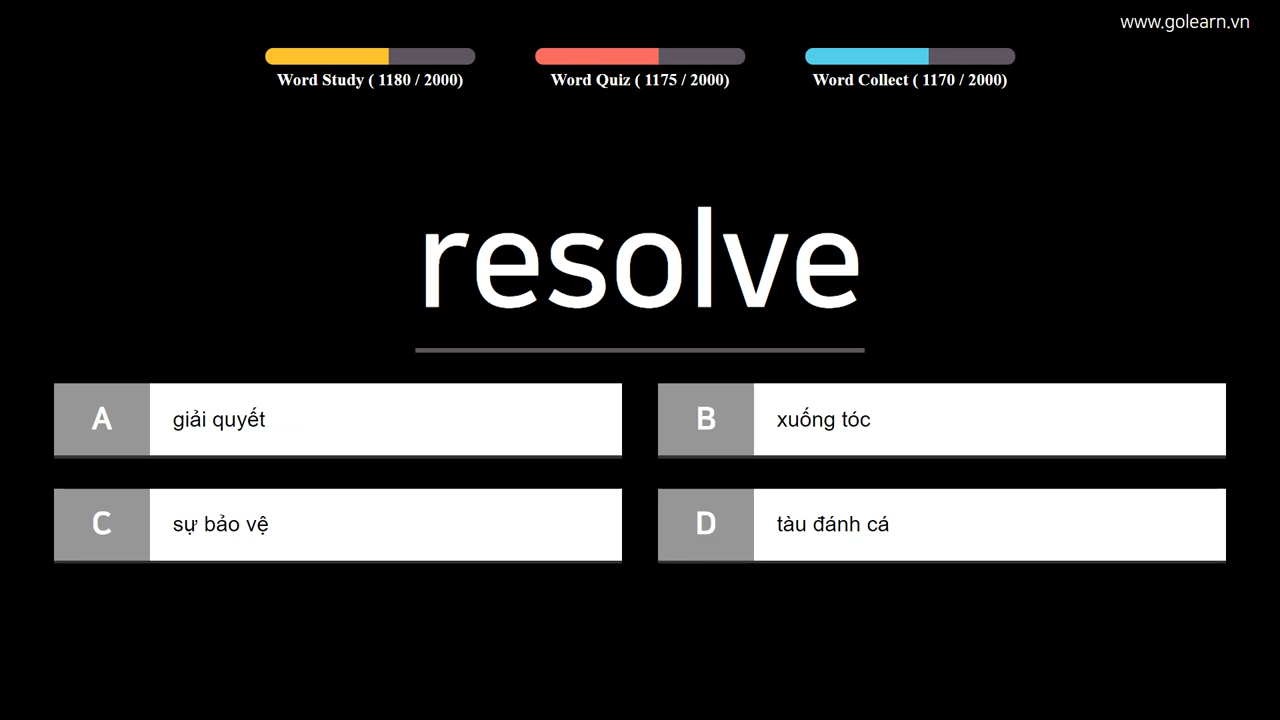 www.golearn.vn
Word Study ( 1180 / 2000)
Word Quiz ( 1175 / 2000)
Word Collect ( 1170 / 2000)
resolve
A giải quyết
B xuống tóc
C sự bảo vệ
D tàu đánh cá